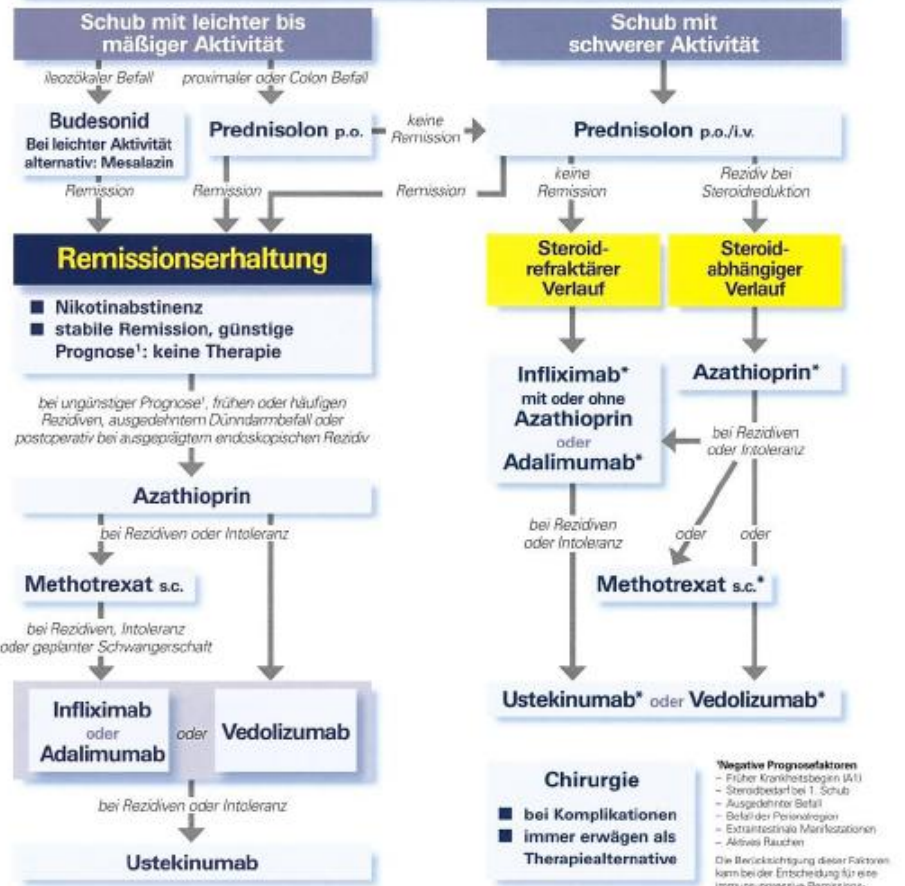 Schub mit leichter bis
mäßiger Aktivität
Schub mit
schwerer Aktivität
ileozökaler Befall
proximaler oder Colon Befall
Budesonid
Bei leichter Aktivität
alternativ: Mesalazin
Prednisolon p.o.
keine
Remission
Prednisolon p.o./i.v.
Remission
Remission
Remission
keine
Remission
Rezidiv bei
Steroidreduktion
Remissionserhaltung
■ Nikotinabstinenz
■ stabile Remission, günstige
Prognose¹: keine Therapie
Steroid-
refraktärer
Verlauf
Steroid-
abhängiger
Verlauf
bei ungünstiger Prognose¹, frühen oder häufigen
Rezidiven, ausgedehntem Dünndarmbefall oder
postoperativ bei ausgeprägtem endoskopischen Rezidiv
Infliximab*
mit oder ohne
Azathioprin
oder
Adalimumab*
Azathioprin*
bei Rezidiven
oder Intoleranz
Azathioprin
bei Rezidiven oder Intoleranz
bei Rezidiven
oder Intoleranz
oder
oder
Methotrexat s.c.
Methotrexat s.c.*
bei Rezidiven, Intoleranz
oder geplanter Schwangerschaft
Infliximab
oder
Adalimumab
oder
Vedolizumab
Ustekinumab* oder Vedolizumab*
bei Rezidiven oder Intoleranz
Ustekinumab
Chirurgie
■ bei Komplikationen
■ immer erwägen als
Therapiealternative
¹Negative Prognosefaktoren
– Früher Krankheitsbeginn (A1)
– Steroidbedarf bei 1. Schub
– Ausgedehnter Befall
– Befall der Perianalregion
– Extraintestinale Manifestationen
– Aktives Rauchen
Die Berücksichtigung dieser Faktoren
kann bei der Entscheidung für eine